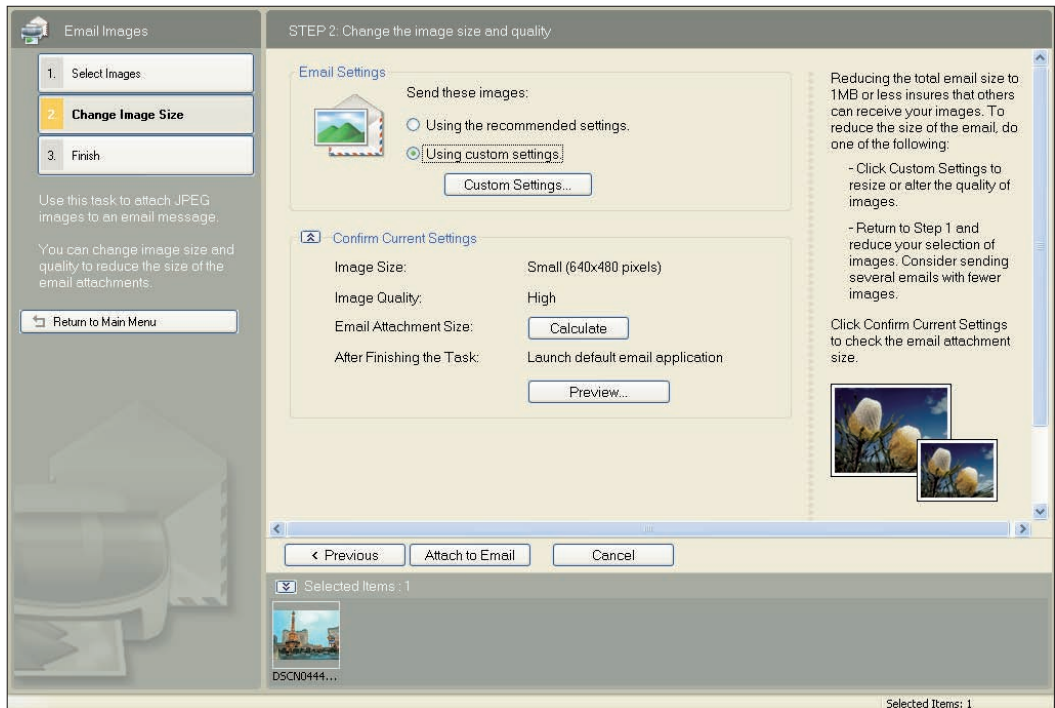 Email Images
1. Select Images
2. Change Image Size
3. Finish
Use this task to attach JPEG
images to an email message.
You can change image size and
quality to reduce the size of the
email attachments.
Return to Main Menu
STEP 2: Change the image size and quality
Email Settings
Send these images:
Using the recommended settings.
Using custom settings.
Custom Settings...
Confirm Current Settings
Image Size: Small (640x480 pixels)
Image Quality: High
Email Attachment Size: Calculate
After Finishing the Task: Launch default email application
Preview...
Reducing the total email size to
1MB or less insures that others
can receive your images. To
reduce the size of the email, do
one of the following:
- Click Custom Settings to
resize or alter the quality of
images.
- Return to Step 1 and
reduce your selection of
images. Consider sending
several emails with fewer
images.
Click Confirm Current Settings
to check the email attachment
size.
< Previous Attach to Email Cancel
Selected Items : 1
DSCN0444...
Selected Items: 1